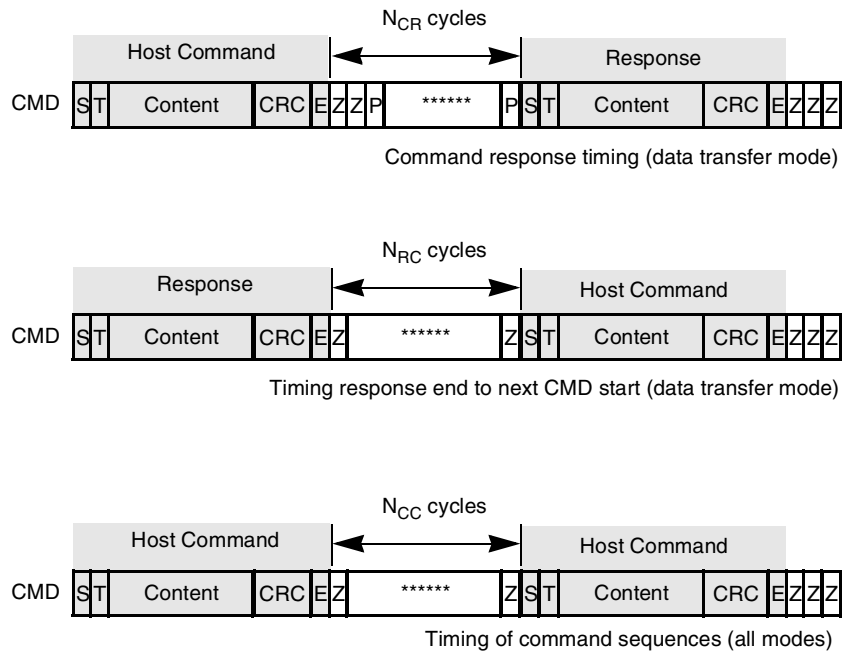 N_CR cycles
Host Command Response
CMD S T Content CRC E Z Z P ****** P S T Content CRC E Z Z Z
Command response timing (data transfer mode)
N_RC cycles
Response Host Command
CMD S T Content CRC E Z ****** Z S T Content CRC E Z Z Z
Timing response end to next CMD start (data transfer mode)
N_CC cycles
Host Command Host Command
CMD S T Content CRC E Z ****** Z S T Content CRC E Z Z Z
Timing of command sequences (all modes)